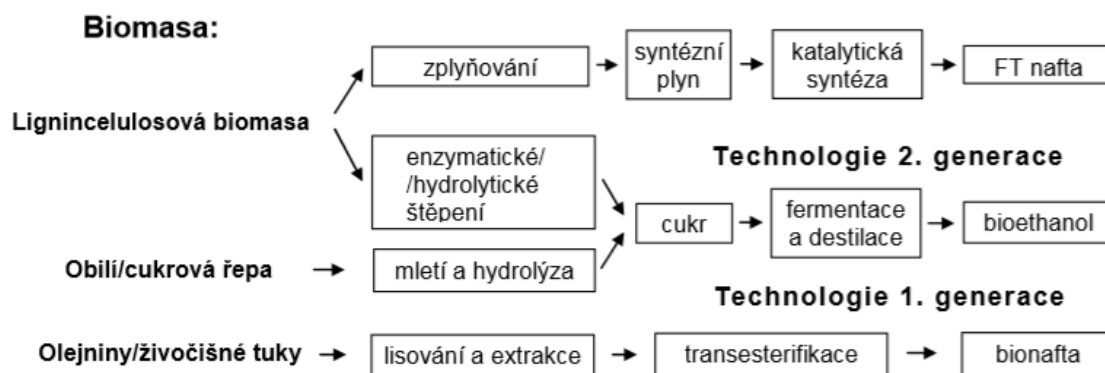 Biomasa:
zplyňování
syntézní
plyn
katalytická
syntéza
FT nafta
Lignincelulosová biomasa
enzymatické/
/hydrolytické
štěpení
Technologie 2. generace
cukr
fermentace
a destilace
bioethanol
Obilí/cukrová řepa
mletí a hydrolýza
Technologie 1. generace
Olejniny/živočišné tuky
lisování a extrakce
transesterifikace
bionafta